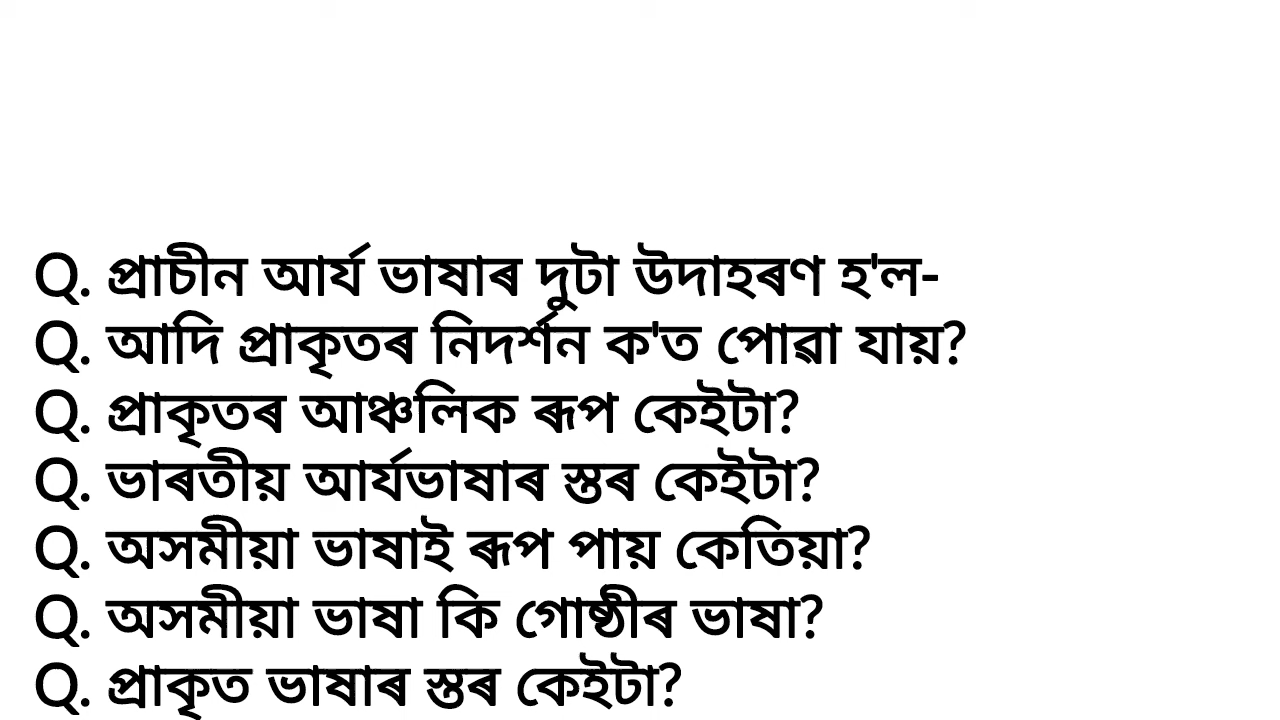 Q. প্ৰাচীন আৰ্য ভাষাৰ দুটা উদাহৰণ হ'ল-
Q. আদি প্ৰাকৃতৰ নিদৰ্শন ক'ত পোৱা যায়?
Q. প্ৰাকৃতৰ আঞ্চলিক ৰূপ কেইটা?
Q. ভাৰতীয় আৰ্যভাষাৰ স্তৰ কেইটা?
Q. অসমীয়া ভাষাই ৰূপ পায় কেতিয়া?
Q. অসমীয়া ভাষা কি গোষ্ঠীৰ ভাষা?
Q. প্ৰাকৃত ভাষাৰ স্তৰ কেইটা?